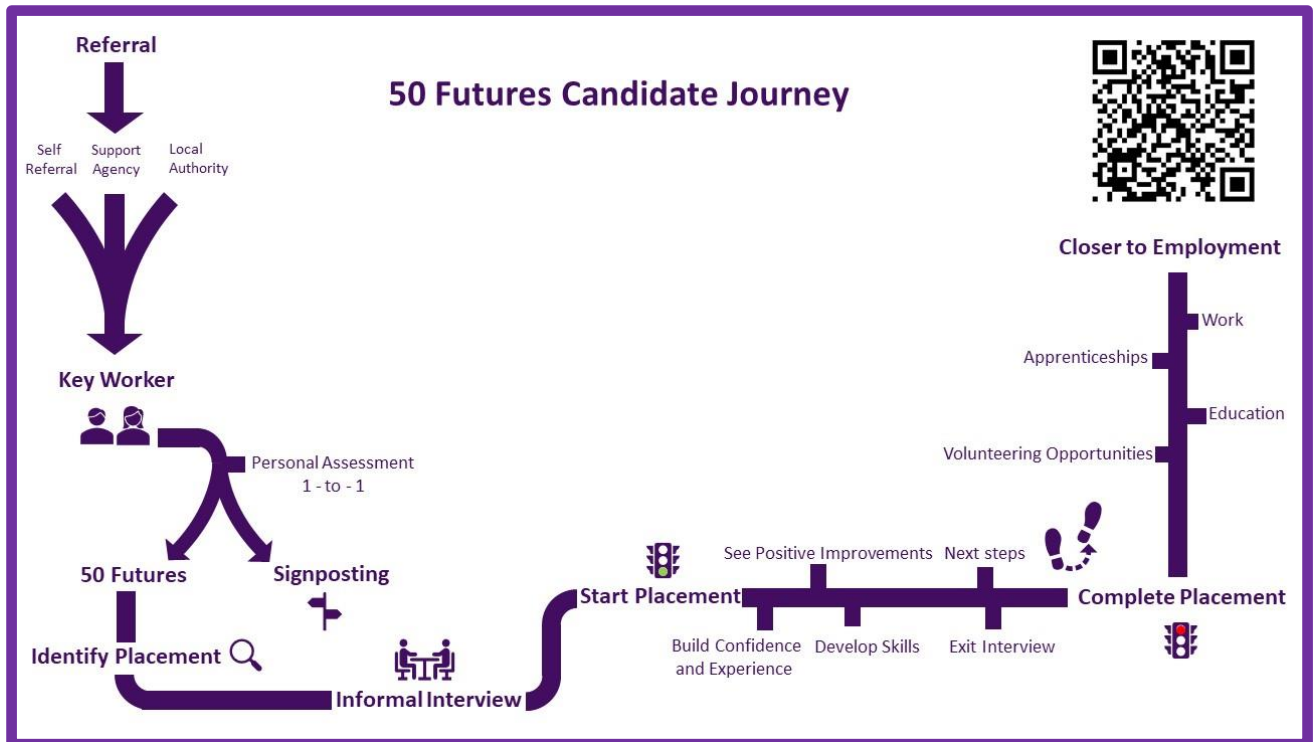 Referral
50 Futures Candidate Journey
Self
Referral
Support
Agency
Local
Authority
Closer to Employment
Work
Apprenticeships
Key Worker
Education
Volunteering Opportunities
Personal Assessment
1 - to - 1
See Positive Improvements
Next steps
50 Futures
Signposting
Start Placement
Complete Placement
Build Confidence
and Experience
Develop Skills
Exit Interview
Identify Placement
Informal Interview